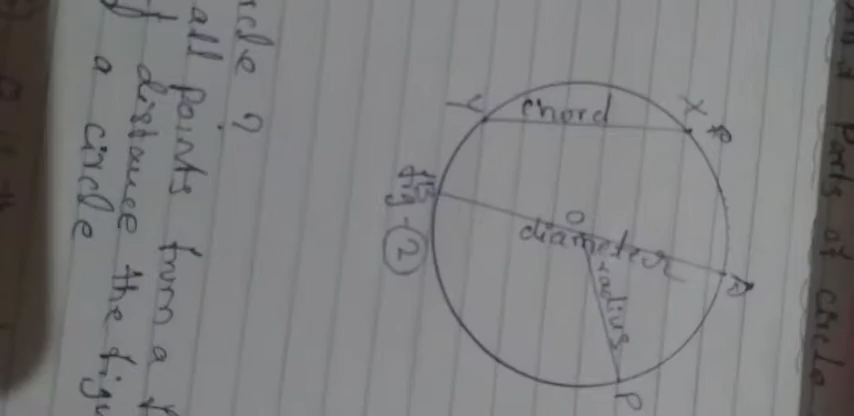 parts of circle
X
Y
chord
O
diameter
radius
P
fig-②
rcle ?
all points from a
distance the figu
a circle